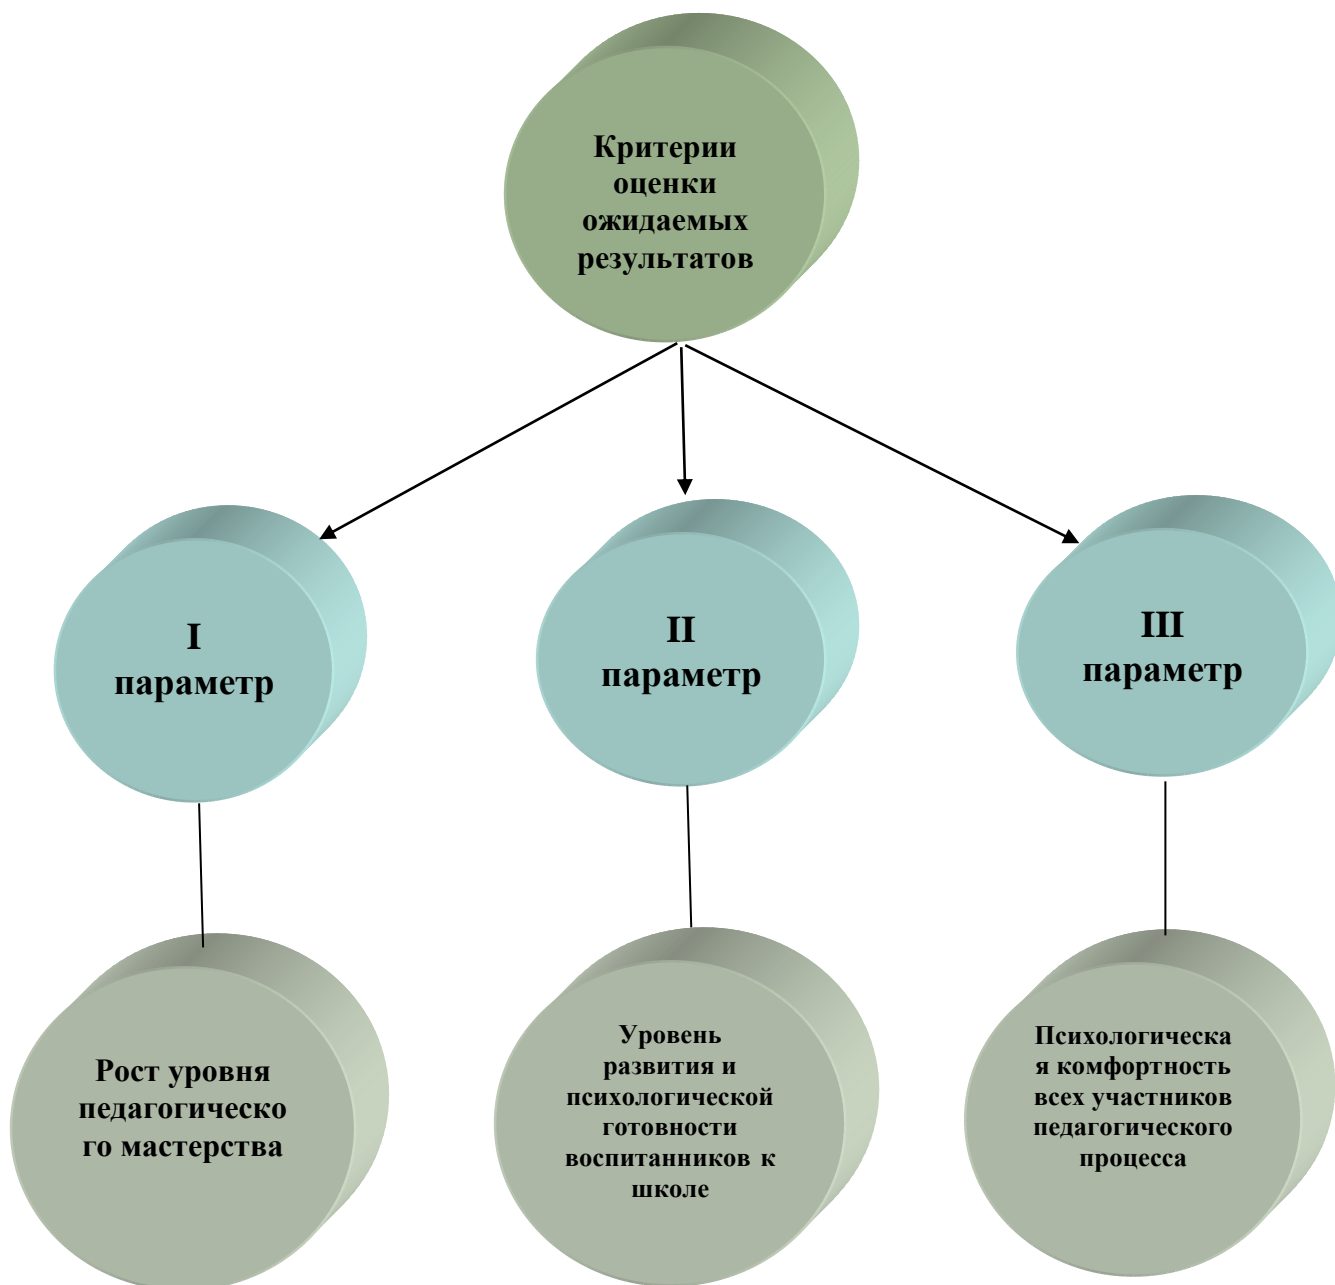 Критерии
оценки
ожидаемых
результатов
I
параметр
II
параметр
III
параметр
Рост уровня
педагогическо
го мастерства
Уровень
развития и
психологической
готовности
воспитанников к
школе
Психологическа
я комфортность
всех участников
педагогического
процесса